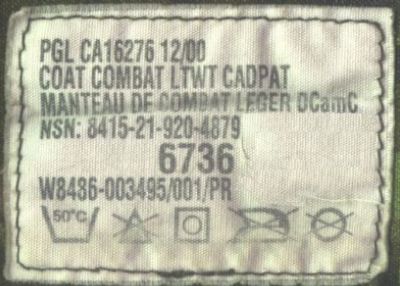 PGL CA16276 12/00
COAT COMBAT LTWT CADPAT
MANTEAU DE COMBAT LEGER DCamC
NSN: 8415-21-920-4879
6736
W8486-003495/001/PR
50°C